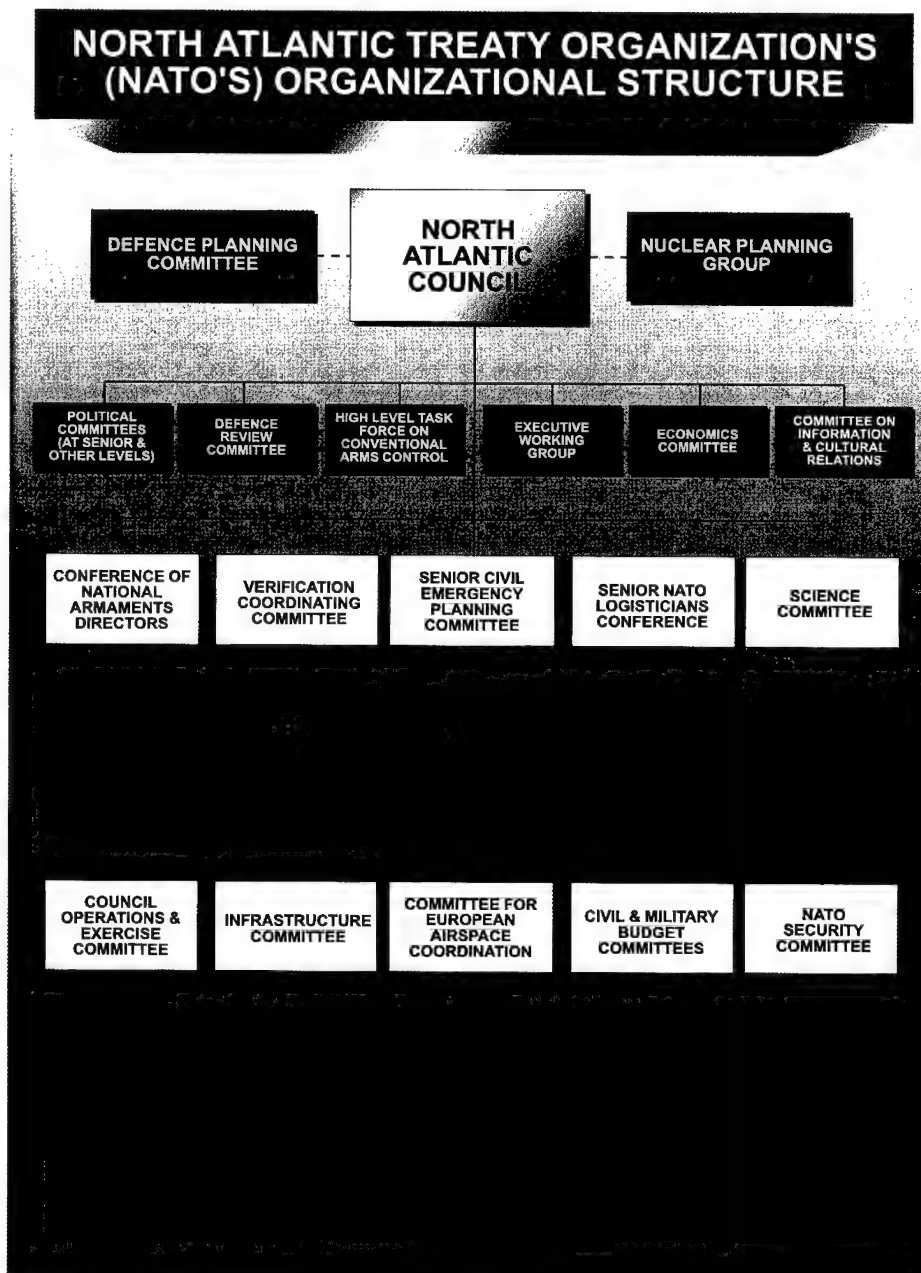 NORTH ATLANTIC TREATY ORGANIZATION'S
(NATO'S) ORGANIZATIONAL STRUCTURE
DEFENCE PLANNING
COMMITTEE
NORTH
ATLANTIC
COUNCIL
NUCLEAR PLANNING
GROUP
POLITICAL
COMMITTEES
(AT SENIOR &
OTHER LEVELS)
DEFENCE
REVIEW
COMMITTEE
HIGH LEVEL TASK
FORCE ON
CONVENTIONAL
ARMS CONTROL
EXECUTIVE
WORKING
GROUP
ECONOMICS
COMMITTEE
COMMITTEE ON
INFORMATION
& CULTURAL
RELATIONS
CONFERENCE OF
NATIONAL
ARMAMENTS
DIRECTORS
VERIFICATION
COORDINATING
COMMITTEE
SENIOR CIVIL
EMERGENCY
PLANNING
COMMITTEE
SENIOR NATO
LOGISTICIANS
CONFERENCE
SCIENCE
COMMITTEE
COUNCIL
OPERATIONS &
EXERCISE
COMMITTEE
INFRASTRUCTURE
COMMITTEE
COMMITTEE FOR
EUROPEAN
AIRSPACE
COORDINATION
CIVIL & MILITARY
BUDGET
COMMITTEES
NATO
SECURITY
COMMITTEE